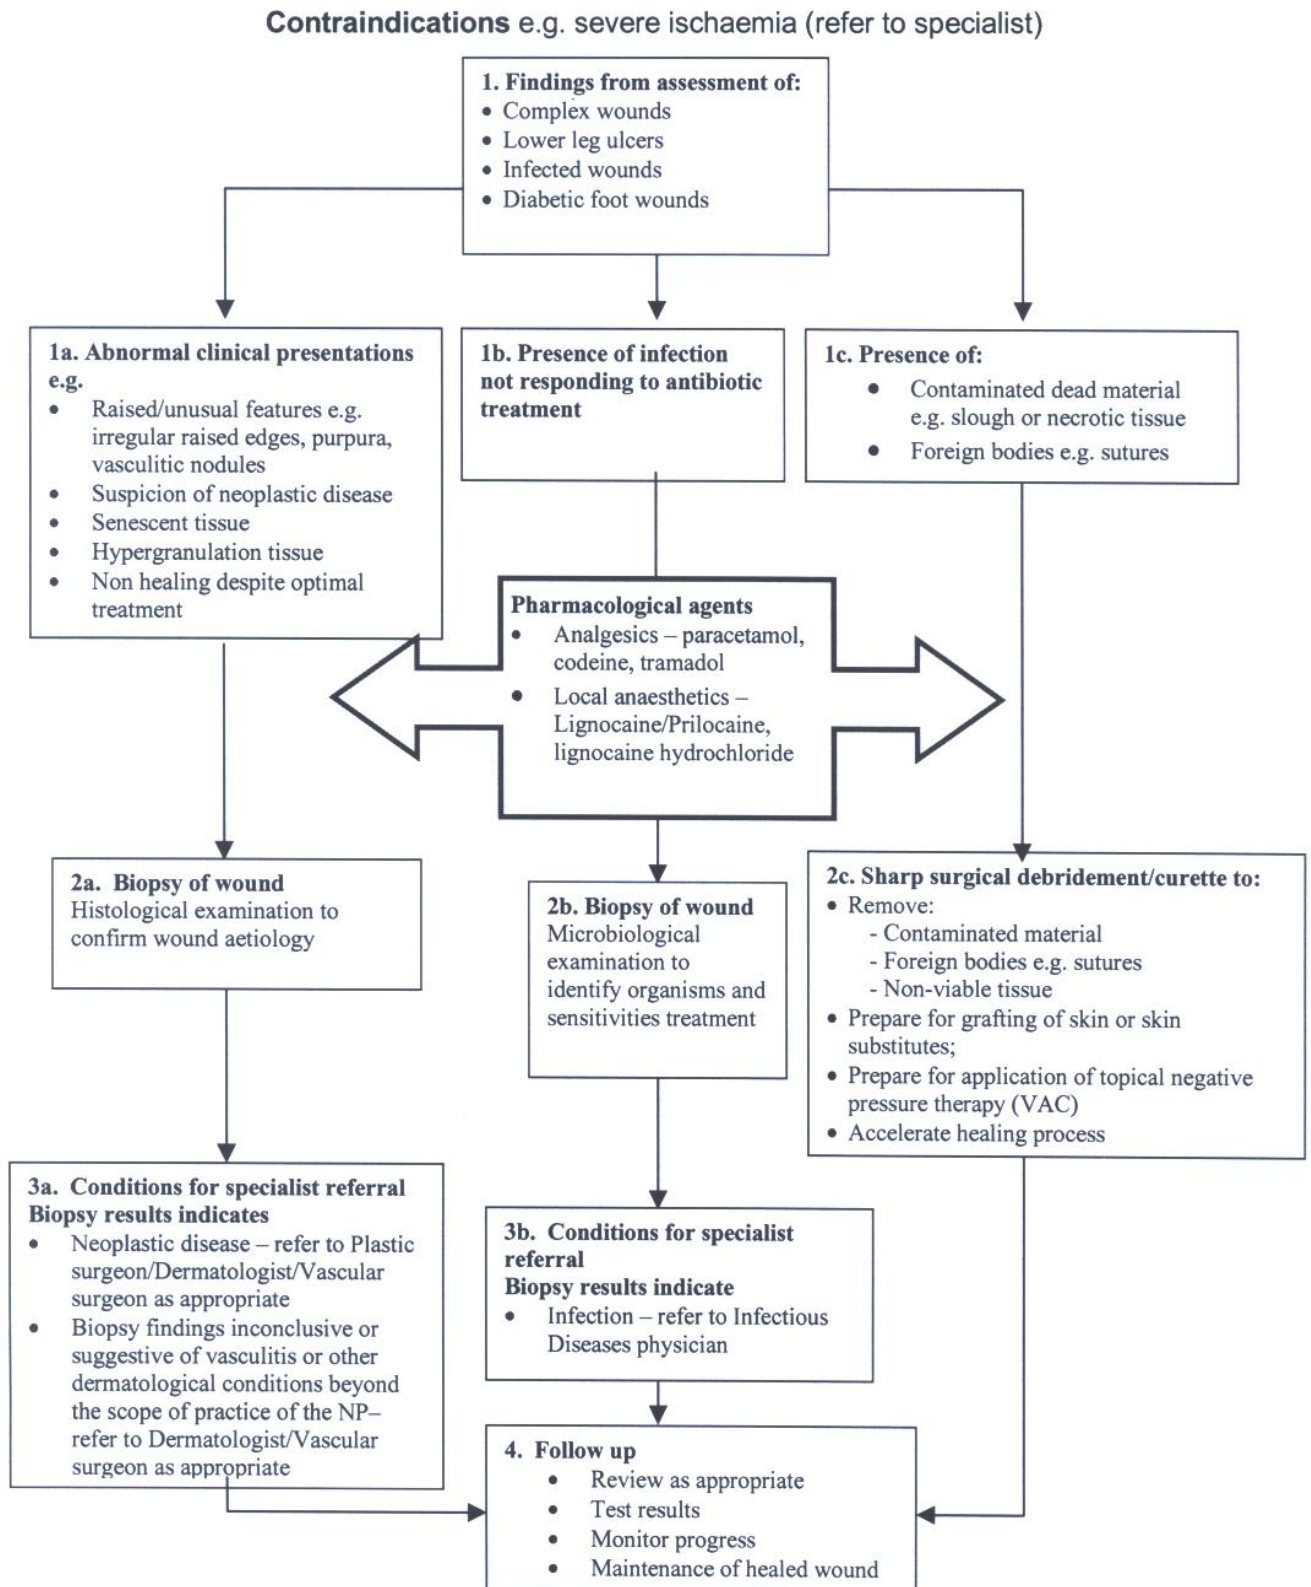 Contraindications e.g. severe ischaemia (refer to specialist)
1. Findings from assessment of:
• Complex wounds
• Lower leg ulcers
• Infected wounds
• Diabetic foot wounds
1a. Abnormal clinical presentations
e.g.
• Raised/unusual features e.g.
irregular raised edges, purpura,
vasculitic nodules
• Suspicion of neoplastic disease
• Senescent tissue
• Hypergranulation tissue
• Non healing despite optimal
treatment
1b. Presence of infection
not responding to antibiotic
treatment
1c. Presence of:
• Contaminated dead material
e.g. slough or necrotic tissue
• Foreign bodies e.g. sutures
Pharmacological agents
• Analgesics – paracetamol,
codeine, tramadol
• Local anaesthetics –
Lignocaine/Prilocaine,
lignocaine hydrochloride
2a. Biopsy of wound
Histological examination to
confirm wound aetiology
2b. Biopsy of wound
Microbiological
examination to
identify organisms and
sensitivities treatment
2c. Sharp surgical debridement/curette to:
• Remove:
- Contaminated material
- Foreign bodies e.g. sutures
- Non-viable tissue
• Prepare for grafting of skin or skin
substitutes;
• Prepare for application of topical negative
pressure therapy (VAC)
• Accelerate healing process
3a. Conditions for specialist referral
Biopsy results indicates
• Neoplastic disease – refer to Plastic
surgeon/Dermatologist/Vascular
surgeon as appropriate
• Biopsy findings inconclusive or
suggestive of vasculitis or other
dermatological conditions beyond
the scope of practice of the NP–
refer to Dermatologist/Vascular
surgeon as appropriate
3b. Conditions for specialist
referral
Biopsy results indicate
• Infection – refer to Infectious
Diseases physician
4. Follow up
• Review as appropriate
• Test results
• Monitor progress
• Maintenance of healed wound